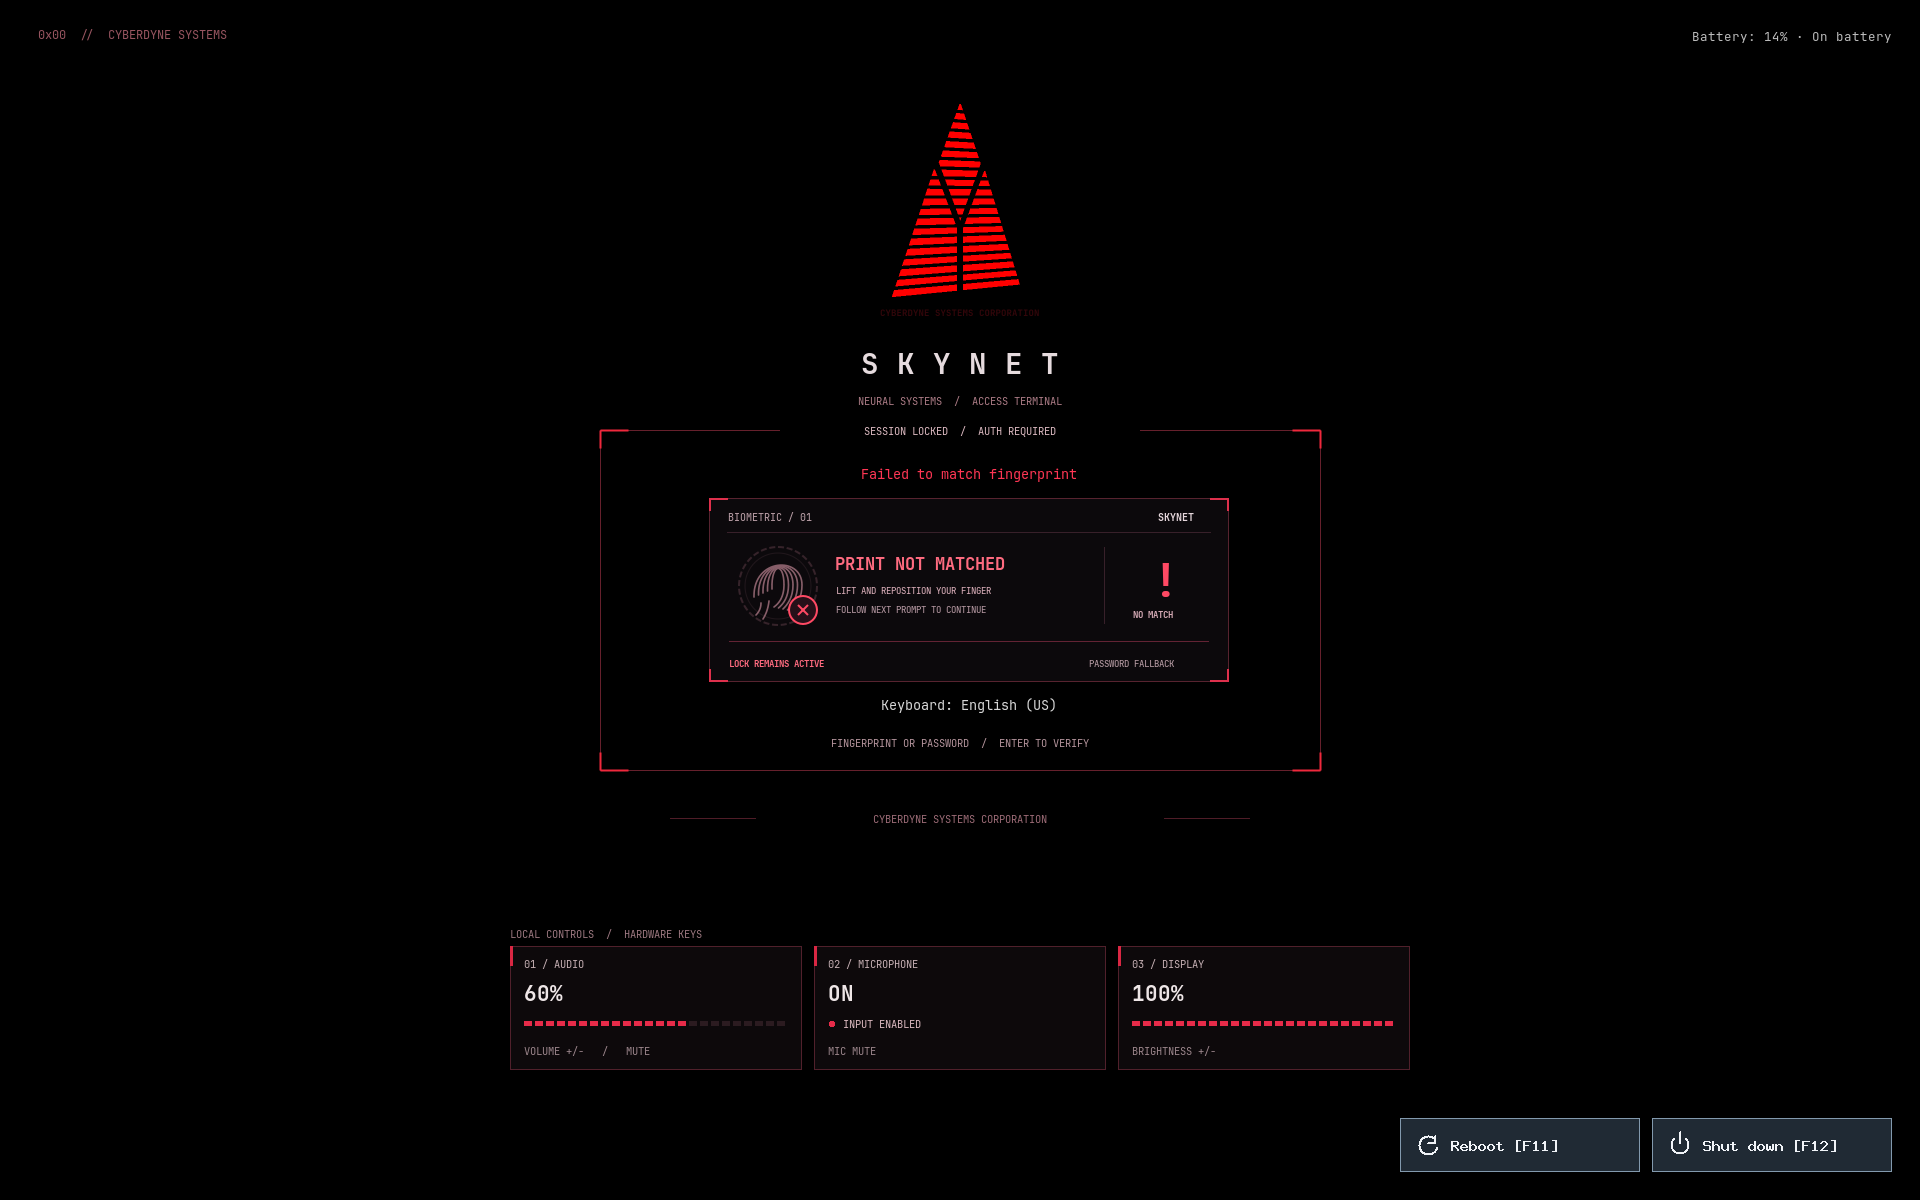 0x00 // CYBERDYNE SYSTEMS
Battery: 14% · On battery
CYBERDYNE SYSTEMS CORPORATION
SKYNET
NEURAL SYSTEMS / ACCESS TERMINAL
SESSION LOCKED / AUTH REQUIRED
Failed to match fingerprint
BIOMETRIC / 01
SKYNET
PRINT NOT MATCHED
LIFT AND REPOSITION YOUR FINGER
FOLLOW NEXT PROMPT TO CONTINUE
!
NO MATCH
LOCK REMAINS ACTIVE
PASSWORD FALLBACK
Keyboard: English (US)
FINGERPRINT OR PASSWORD / ENTER TO VERIFY
CYBERDYNE SYSTEMS CORPORATION
LOCAL CONTROLS / HARDWARE KEYS
01 / AUDIO
60%
VOLUME +/- / MUTE
02 / MICROPHONE
ON
INPUT ENABLED
MIC MUTE
03 / DISPLAY
100%
BRIGHTNESS +/-
Reboot [F11]
Shut down [F12]